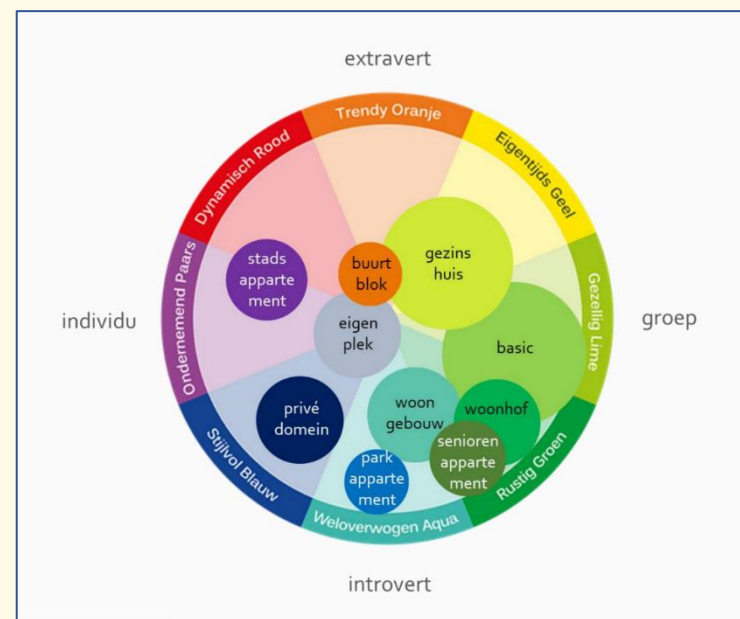 extravert
Trendy Oranje
Dynamisch Rood
Eigentijds Geel
Ondernemend Paars
Gezellig Lime
individu
groep
stads
apparte
ment
buurt
blok
gezins
huis
eigen
plek
basic
privé
domein
woon
gebouw
woonhof
senioren
apparte
ment
park
apparte
ment
Stijlvol Blauw
Rustig Groen
Weloverwogen Aqua
introvert